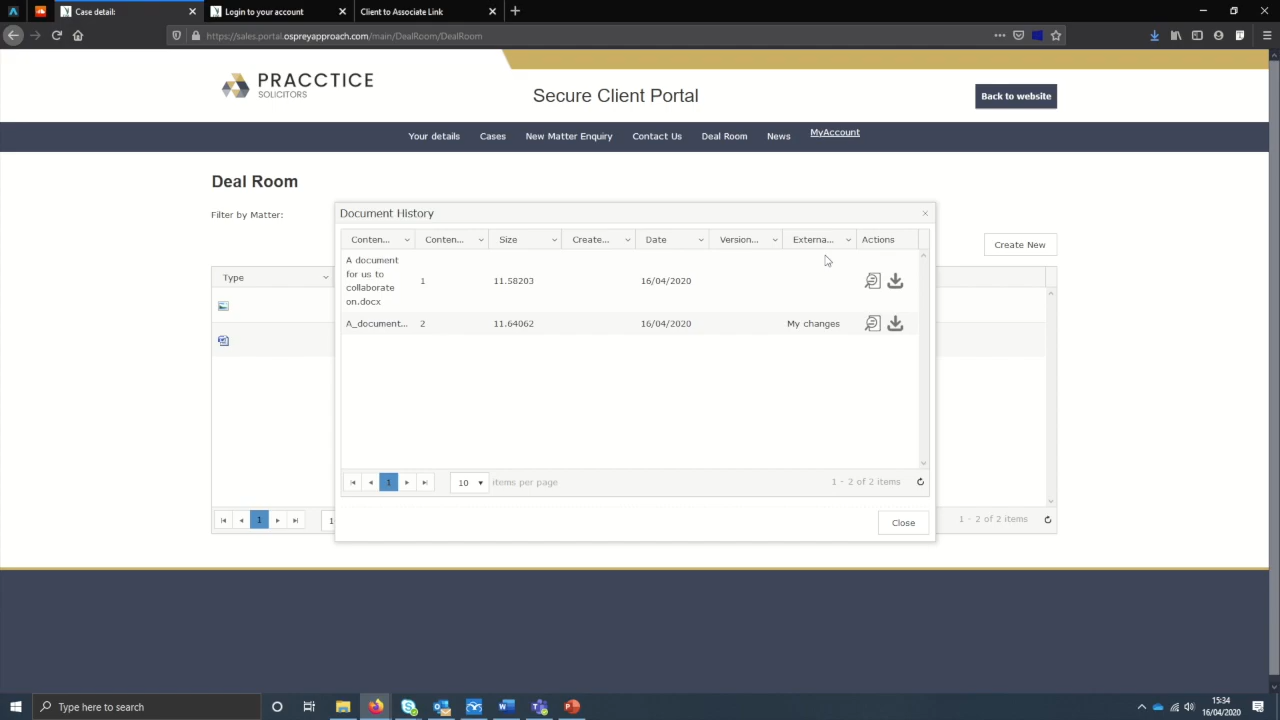 Case detail:
Login to your account
Client to Associate Link
https://sales.portal.ospreyapproach.com/main/DealRoom/DealRoom
PRACCTICE
SOLICITORS
Secure Client Portal
Back to website
Your details Cases New Matter Enquiry Contact Us Deal Room News MyAccount
Deal Room
Filter by Matter:
Create New
Type
Document History
Conten... Conten... Size Create... Date Version... Externa... Actions
A document
for us to
collaborate
on.docx
1 11.58203 16/04/2020
A_document... 2 11.64062 16/04/2020 My changes
1 10 items per page 1 - 2 of 2 items
Close
1 1 1 - 2 of 2 items
Type here to search
15:34
16/04/2020